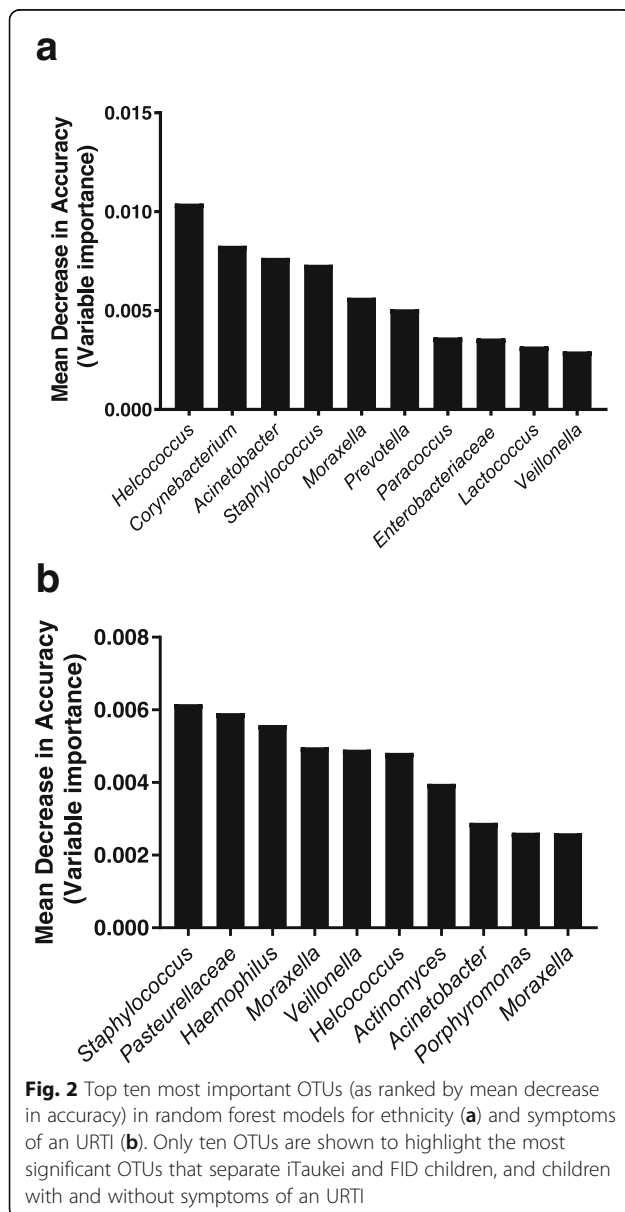 a
Mean Decrease in Accuracy
(Variable importance)
0.015
0.010
0.005
0.000
Helcococcus
Corynebacterium
Acinetobacter
Staphylococcus
Moraxella
Prevotella
Paracoccus
Enterobacteriaceae
Lactococcus
Veillonella
b
Mean Decrease in Accuracy
(Variable importance)
0.008
0.006
0.004
0.002
0.000
Staphylococcus
Pasteurellaceae
Haemophilus
Moraxella
Veillonella
Helcococcus
Actinomyces
Acinetobacter
Porphyromonas
Moraxella
Fig. 2 Top ten most important OTUs (as ranked by mean decrease
in accuracy) in random forest models for ethnicity (a) and symptoms
of an URTI (b). Only ten OTUs are shown to highlight the most
significant OTUs that separate iTaukei and FID children, and children
with and without symptoms of an URTI